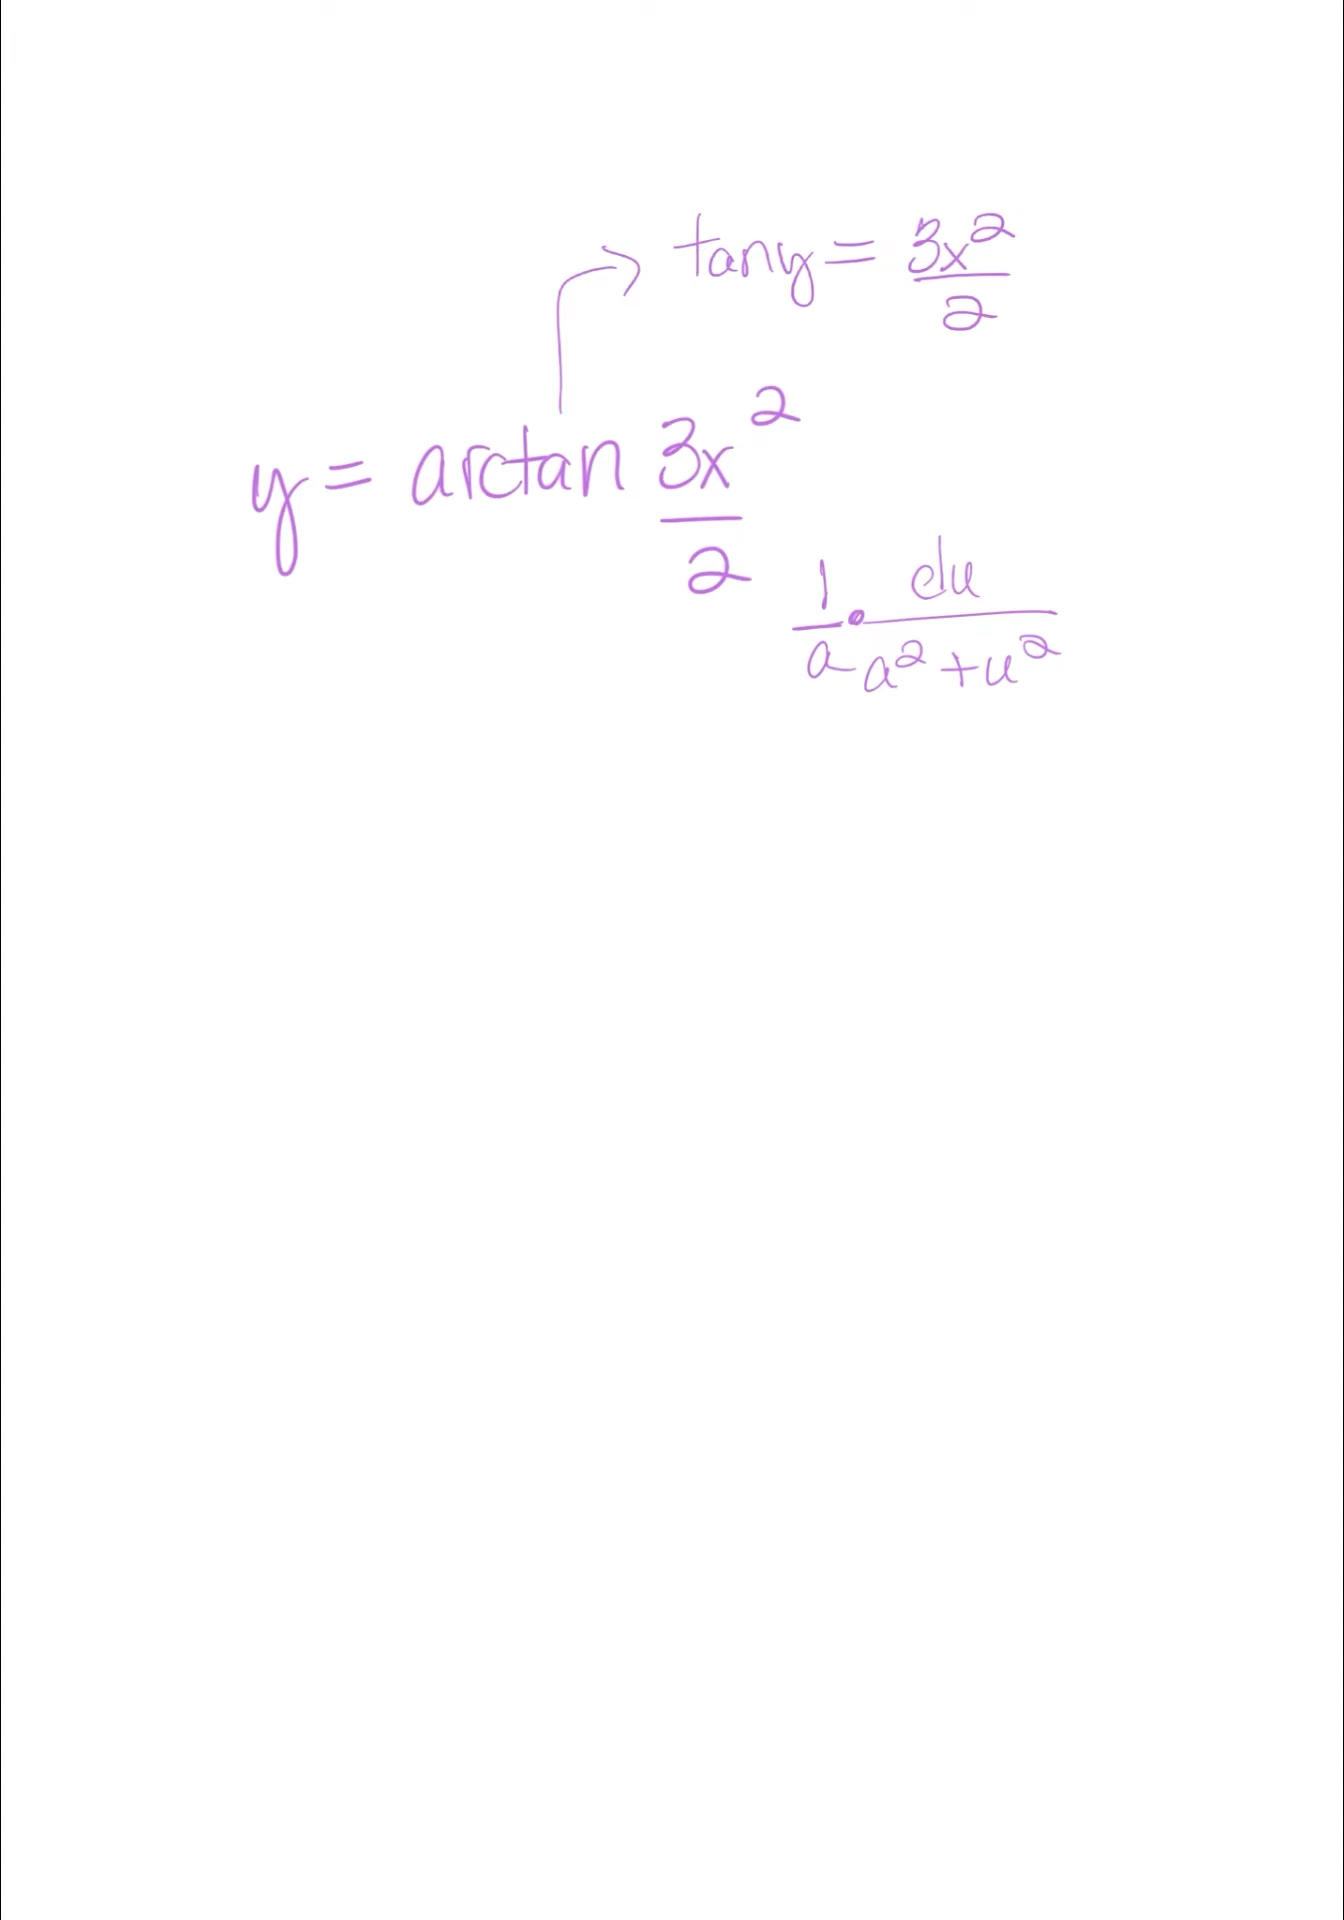 tany = 3x²/2
y = arctan 3x²/2
1/a • du/a² + u²